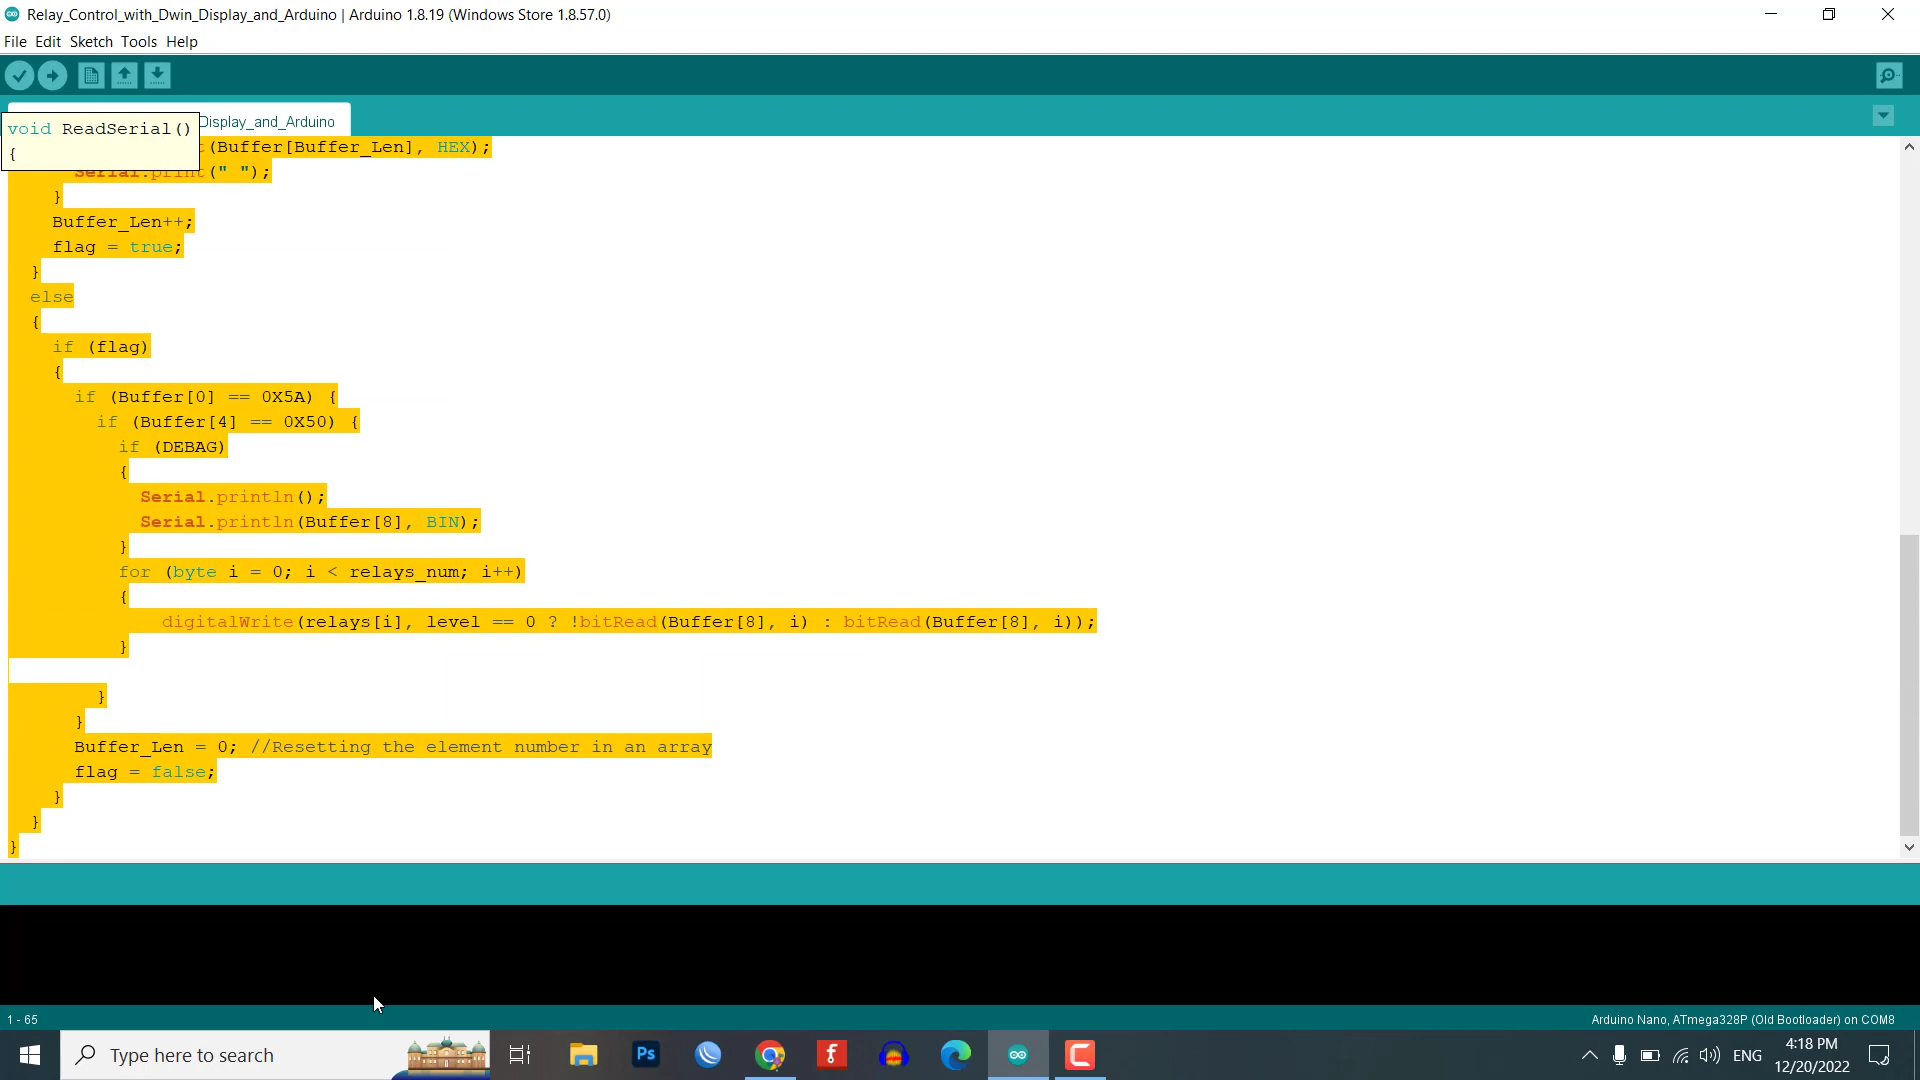 Relay_Control_with_Dwin_Display_and_Arduino | Arduino 1.8.19 (Windows Store 1.8.57.0)
File Edit Sketch Tools Help
Display_and_Arduino
void ReadSerial()
{
(Buffer[Buffer_Len], HEX);
Serial.print(" ");
}
Buffer_Len++;
flag = true;
}
else
{
if (flag)
{
if (Buffer[0] == 0X5A) {
if (Buffer[4] == 0X50) {
if (DEBAG)
{
Serial.println();
Serial.println(Buffer[8], BIN);
}
for (byte i = 0; i < relays_num; i++)
{
digitalWrite(relays[i], level == 0 ? !bitRead(Buffer[8], i) : bitRead(Buffer[8], i));
}
}
}
Buffer_Len = 0; //Resetting the element number in an array
flag = false;
}
}
}
1 - 65
Arduino Nano, ATmega328P (Old Bootloader) on COM8
Type here to search
Ps
ENG
4:18 PM
12/20/2022